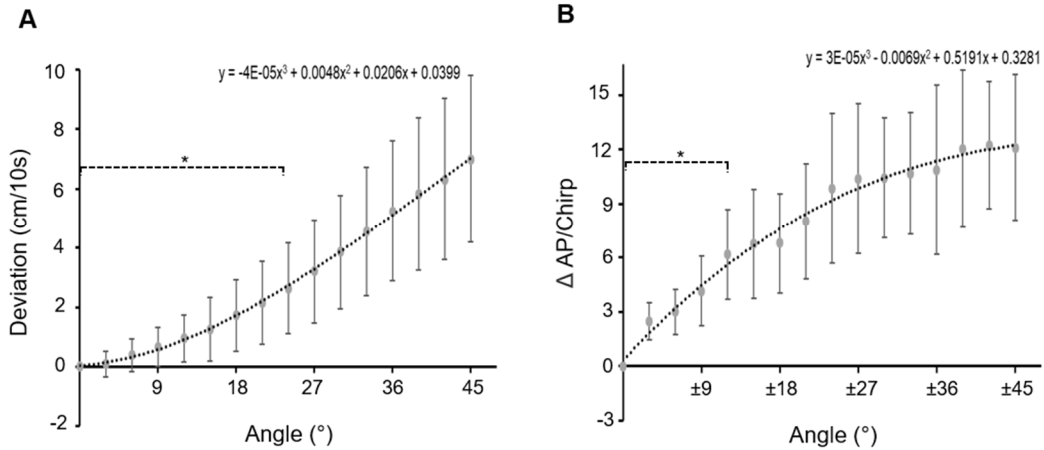 A
y = -4E-05x³ + 0.0048x² + 0.0206x + 0.0399
10
8
6
4
2
0
-2
*
Deviation (cm/10s)
9 18 27 36 45
Angle (°)
B
y = 3E-05x³ - 0.0069x² + 0.5191x + 0.3281
15
12
9
6
3
0
-3
*
Δ AP/Chirp
±9 ±18 ±27 ±36 ±45
Angle (°)